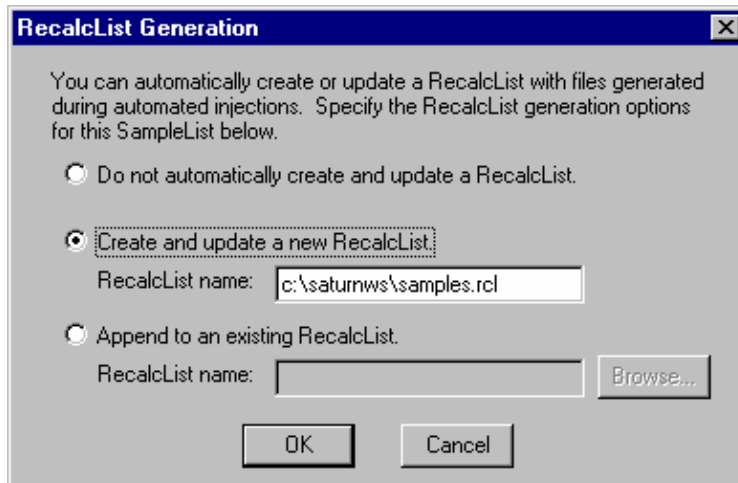 RecalcList Generation
You can automatically create or update a RecalcList with files generated
during automated injections.  Specify the RecalcList generation options
for this SampleList below.
Do not automatically create and update a RecalcList.
Create and update a new RecalcList.
RecalcList name: c:\saturnws\samples.rcl
Append to an existing RecalcList.
RecalcList name: Browse...
OK Cancel